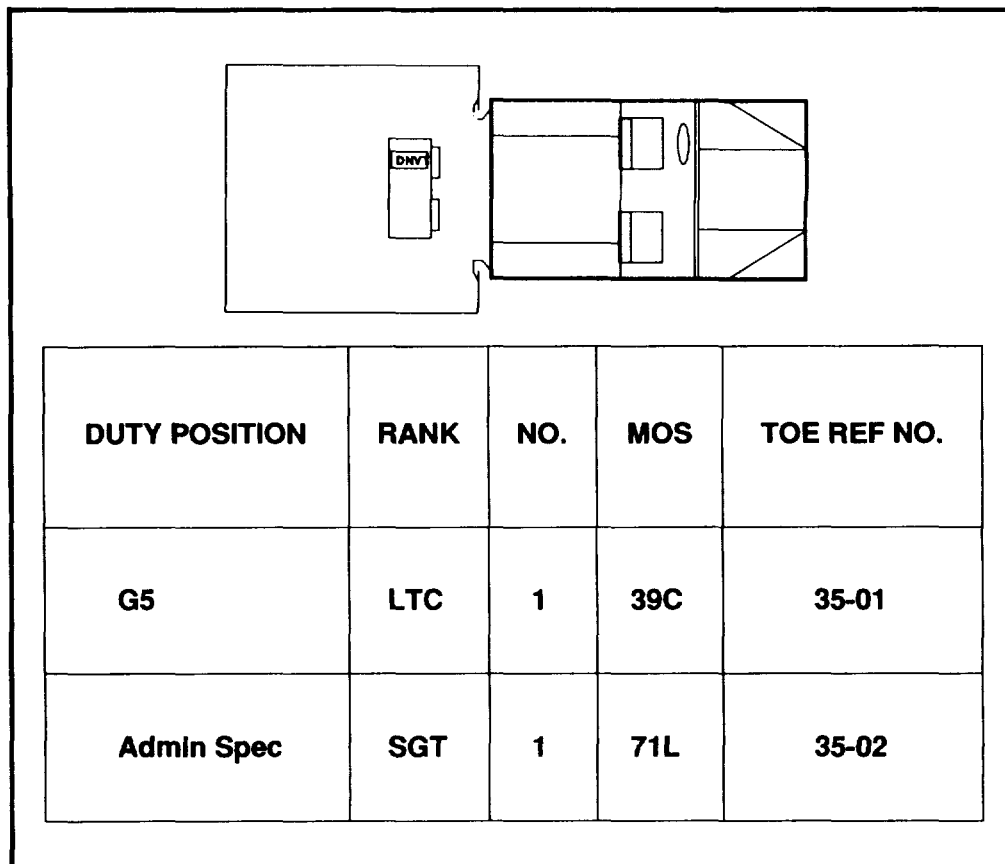 DNVT
DUTY POSITION RANK NO. MOS TOE REF NO.
G5 LTC 1 39C 35-01
Admin Spec SGT 1 71L 35-02